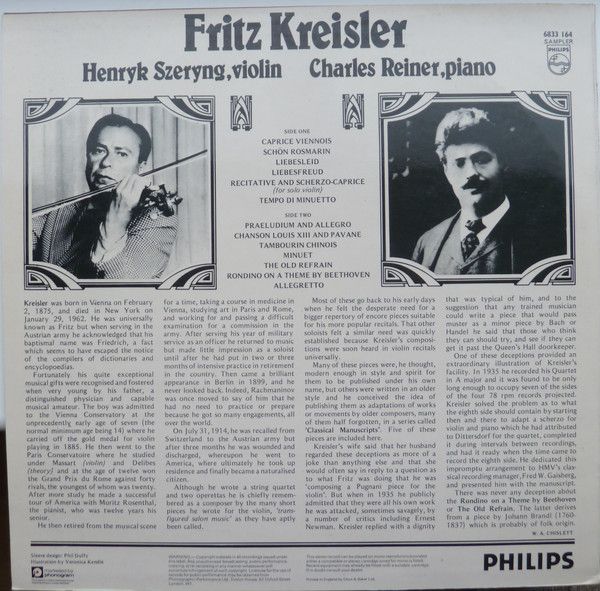 Fritz Kreisler
6833 164
SAMPLER
PHILIPS
Henryk Szeryng, violin Charles Reiner, piano
SIDE ONE
CAPRICE VIENNOIS
SCHÖN ROSMARIN
LIEBESLEID
LIEBESFREUD
RECITATIVE AND SCHERZO-CAPRICE
(for solo violin)
TEMPO DI MINUETTO
SIDE TWO
PRAELUDIUM AND ALLEGRO
CHANSON LOUIS XIII AND PAVANE
TAMBOURIN CHINOIS
MINUET
THE OLD REFRAIN
RONDINO ON A THEME BY BEETHOVEN
ALLEGRETTO
Kreisler was born in Vienna on February
2, 1875, and died in New York on
January 29, 1962. He was universally
known as Fritz but when serving in the
Austrian army he acknowledged that his
baptismal name was Friedrich, a fact
which seems to have escaped the notice
of the compilers of dictionaries and
encyclopaedias.
Fortunately his quite exceptional
musical gifts were recognised and fostered
when very young by his father, a
distinguished physician and capable
musical amateur. The boy was admitted
to the Vienna Conservatory at the
unprecedently early age of seven (the
normal minimum age being 14) where he
carried off the gold medal for violin
playing in 1885. He then went to the
Paris Conservatoire where he studied
under Massart (violin) and Delibes
(theory) and at the age of twelve won
the Grand Prix du Rome against forty
rivals, the youngest of whom was twenty.
After more study he made a successful
tour of America with Moritz Rosenthal,
the pianist, who was twelve years his
senior.
He then retired from the musical scene
for a time, taking a course in medicine in
Vienna, studying art in Paris and Rome,
and working for and passing a difficult
examination for a commission in the
army. After serving his year of military
service as an officer he returned to music
but made little impression as a soloist
until after he had put in two or three
months of intensive practice in retirement
in the country. Then came a brilliant
appearance in Berlin in 1899, and he
never looked back. Indeed, Rachmaninov
was once moved to say of him that he
had no need to practice or prepare
because he got so many engagements, all
over the world.
On July 31, 1914, he was recalled from
Switzerland to the Austrian army but
after three months he was wounded and
discharged, whereupon he went to
America, where ultimately he took up
residence and finally became a naturalised
citizen.
Although he wrote a string quartet
and two operettas he is chiefly remem-
bered as a composer by the many short
pieces he wrote for the violin, 'trans-
figured salon music' as they have aptly
been called.
Most of these go back to his early days
when he felt the desperate need for a
bigger repertory of encore pieces suitable
for his more popular recitals. That other
soloists felt a similar need was quickly
established because Kreisler's composi-
tions were soon heard in violin recitals
universally.
Many of these pieces were, he thought,
modern enough in style and spirit for
them to be published under his own
name, but others were written in an older
style and he conceived the idea of
publishing them as adaptations of works
or movements by older composers, many
of them half forgotten, in a series called
'Classical Manuscripts'. Five of these
pieces are included here.
Kreisler's wife said that her husband
regarded these deceptions as more of a
joke than anything else and that she
would often say in reply to a question as
to what Fritz was doing that he was
'composing a Pugnani piece for the
violin'. But when in 1935 he publicly
admitted that they were all his own work
he was attacked, sometimes savagely, by
a number of critics including Ernest
Newman. Kreisler replied with a dignity
that was typical of him, and to the
suggestion that any trained musician
could write a piece that would pass
muster as a minor piece by Bach or
Handel he said that those who think
they can should try, and see if they can
get it past the Queen's Hall doorkeeper.
One of these deceptions provided an
extraordinary illustration of Kreisler's
facility. In 1935 he recorded his Quartet
in A major and it was found to be only
long enough to occupy seven of the sides
of the four 78 rpm records projected.
Kreisler solved the problem as to what
the eighth side should contain by starting
then and there to adapt a scherzo for
violin and piano which he had attributed
to Dittersdorf for the quartet, completed
it during intervals between recordings,
and had it ready when the time came to
record the eighth side. He dedicated this
impromptu arrangement to HMV's clas-
sical recording manager, Fred W. Gaisberg,
and presented him with the manuscript.
There was never any deception about
the Rondino on a Theme by Beethoven
or The Old Refrain. The latter derives
from a piece by Johann Brandl (1760-
1837) which is probably of folk origin.
W. A. CHISLETT
Sleeve design: Phil Duffy
Illustration by Veronica Kendin
phonogram
PHILIPS